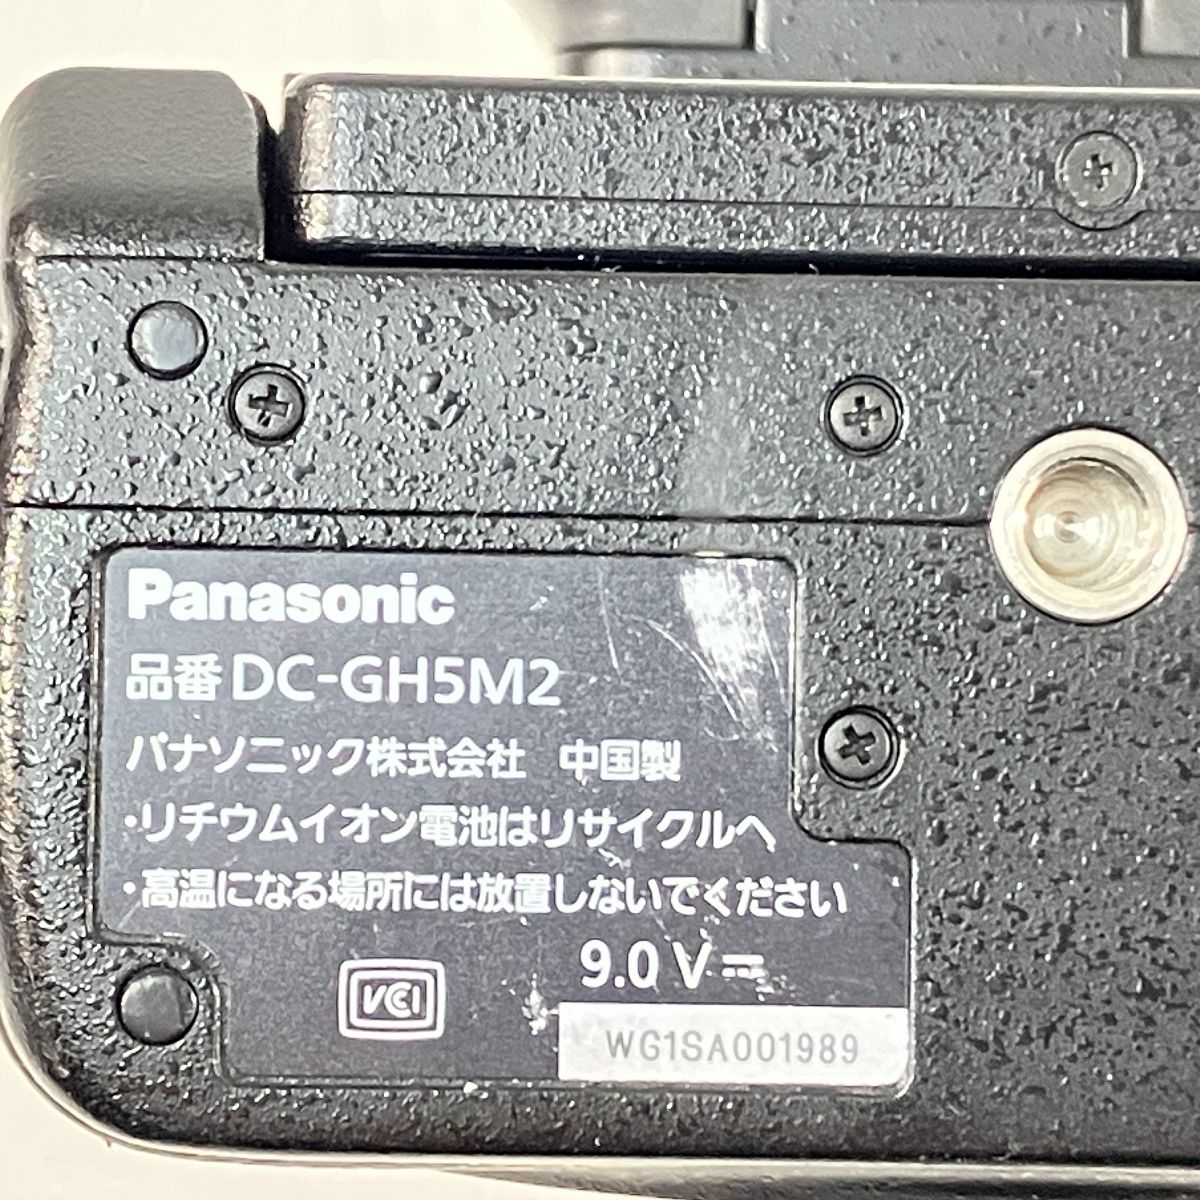 Panasonic
品番 DC-GH5M2
パナソニック株式会社 中国製
・リチウムイオン電池はリサイクルへ
・高温になる場所には放置しないでください
9.0 V ⎓
VCCI
WG1SA001989